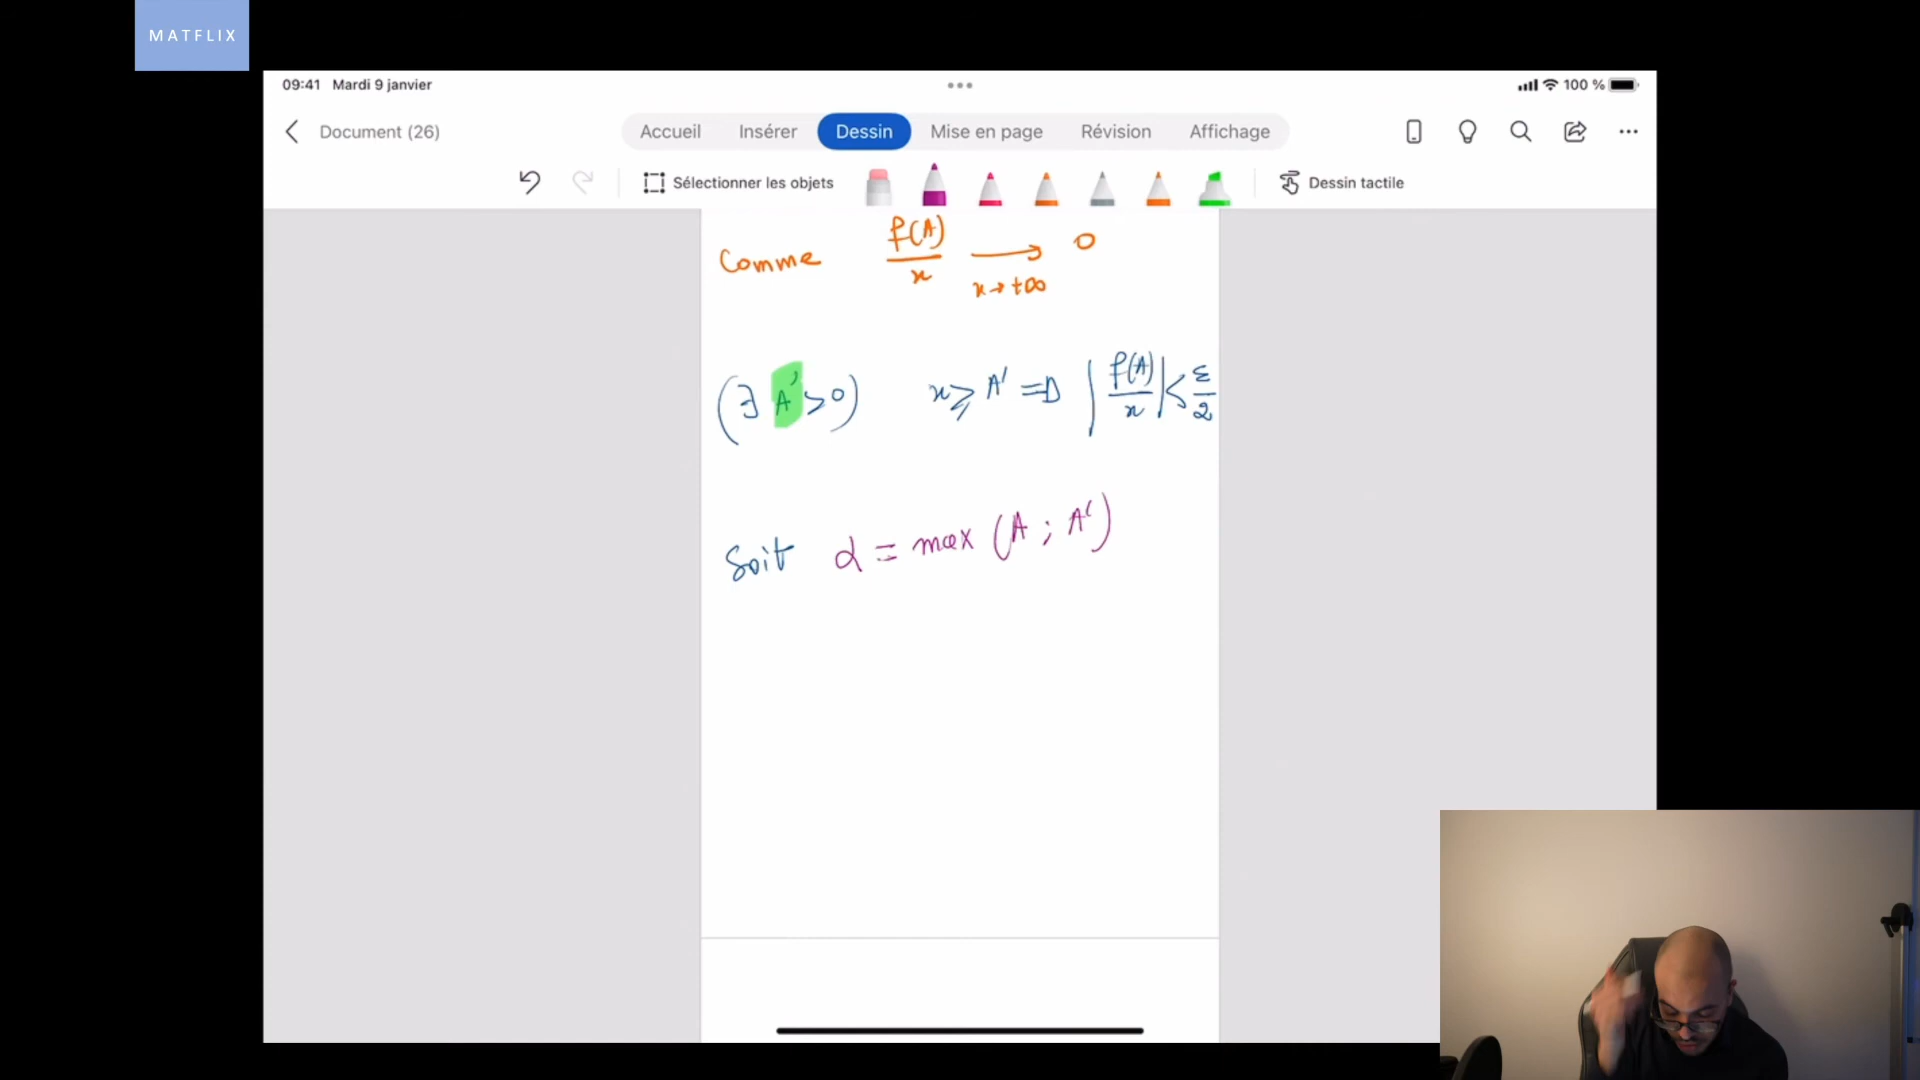 MATFLIX
09:41 Mardi 9 janvier
100 %
Document (26)
Accueil Insérer Dessin Mise en page Révision Affichage
Sélectionner les objets
Dessin tactile
Comme f(A)/x → 0
x→+∞
(∃ A'>0) x ⩾ A' => |f(A)/x| < ε/2
Soit α = max (A ; A')